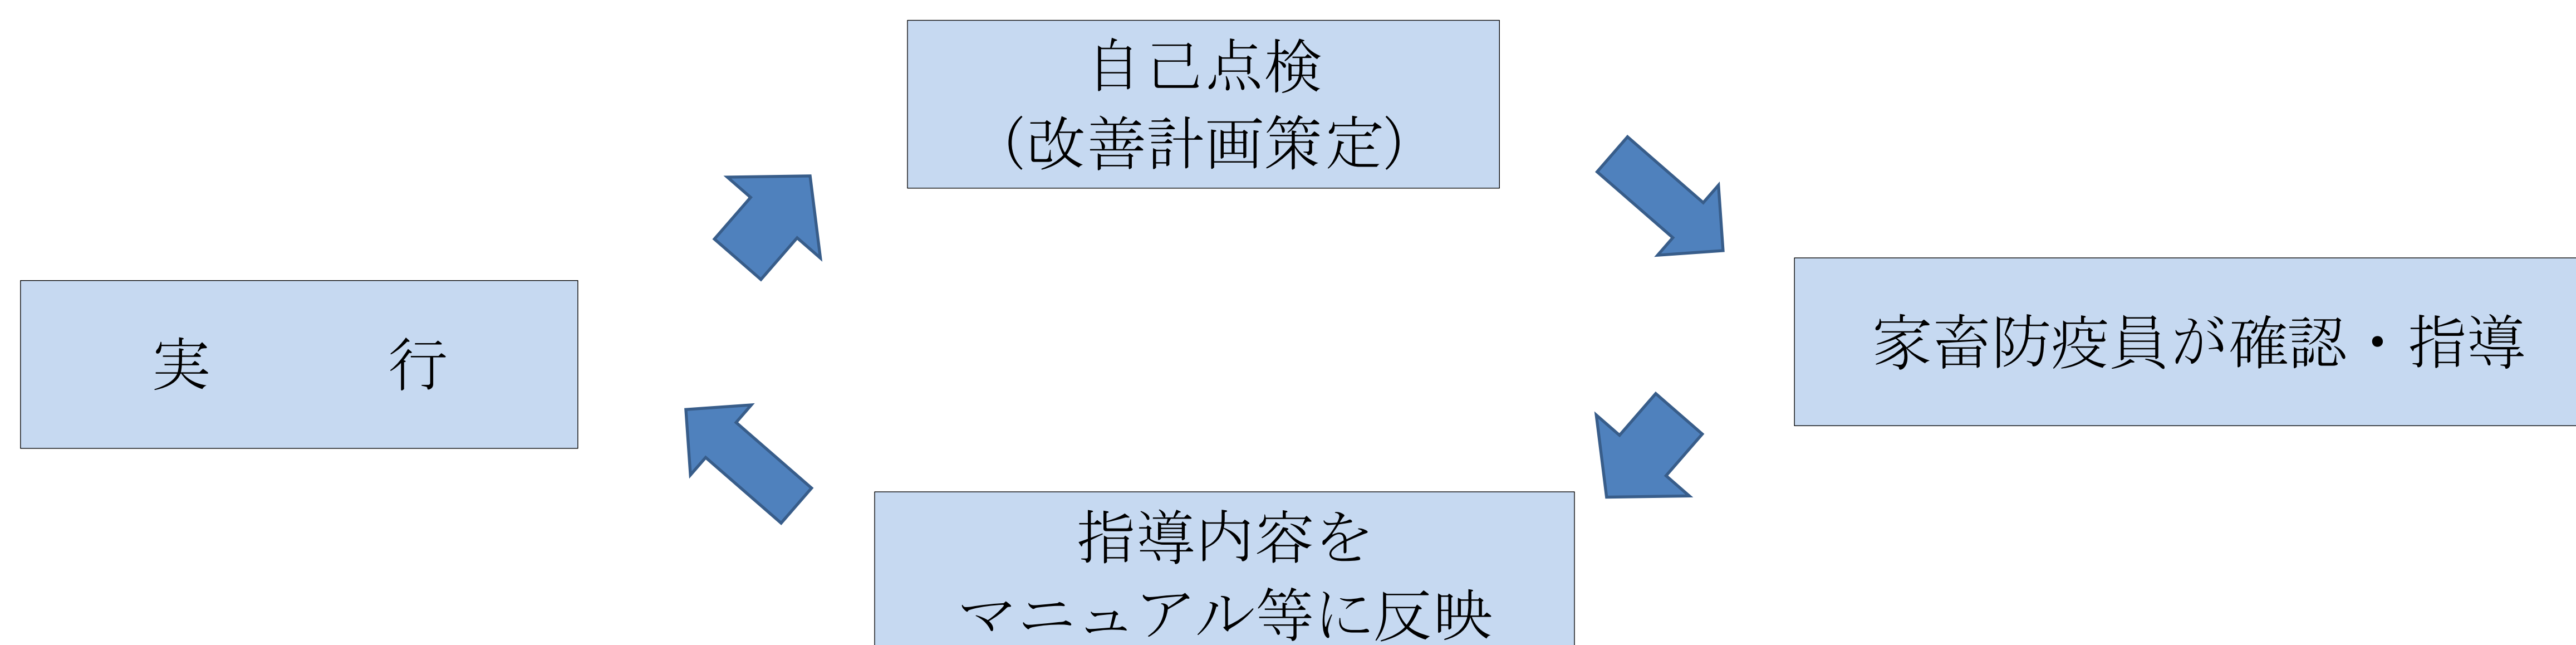 自己点検
（改善計画策定）
家畜防疫員が確認・指導
指導内容を
マニュアル等に反映
実　　　行